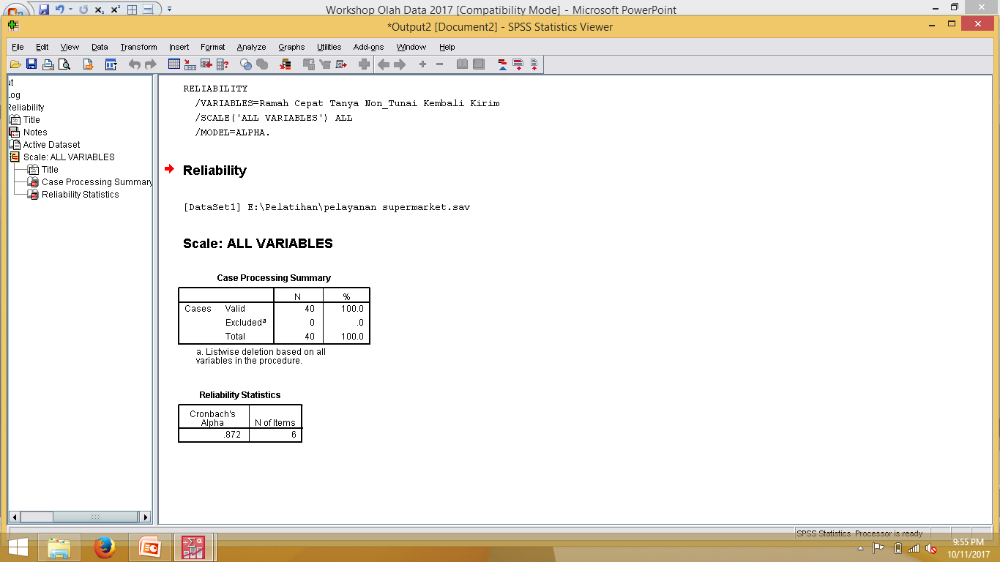 Workshop Olah Data 2017 [Compatibility Mode] - Microsoft PowerPoint
*Output2 [Document2] - SPSS Statistics Viewer
File Edit View Data Transform Insert Format Analyze Graphs Utilities Add-ons Window Help
ut
Log
Reliability
Title
Notes
Active Dataset
Scale: ALL VARIABLES
Title
Case Processing Summary
Reliability Statistics
RELIABILITY
/VARIABLES=Ramah Cepat Tanya Non_Tunai Kembali Kirim
/SCALE('ALL VARIABLES') ALL
/MODEL=ALPHA.
Reliability
[DataSet1] E:\Pelatihan\pelayanan supermarket.sav
Scale: ALL VARIABLES
Case Processing Summary
N %
Cases Valid 40 100.0
Excludedª 0 .0
Total 40 100.0
a. Listwise deletion based on all
variables in the procedure.
Reliability Statistics
Cronbach's
Alpha N of Items
.872 6
SPSS Statistics Processor is ready
9:55 PM
10/11/2017